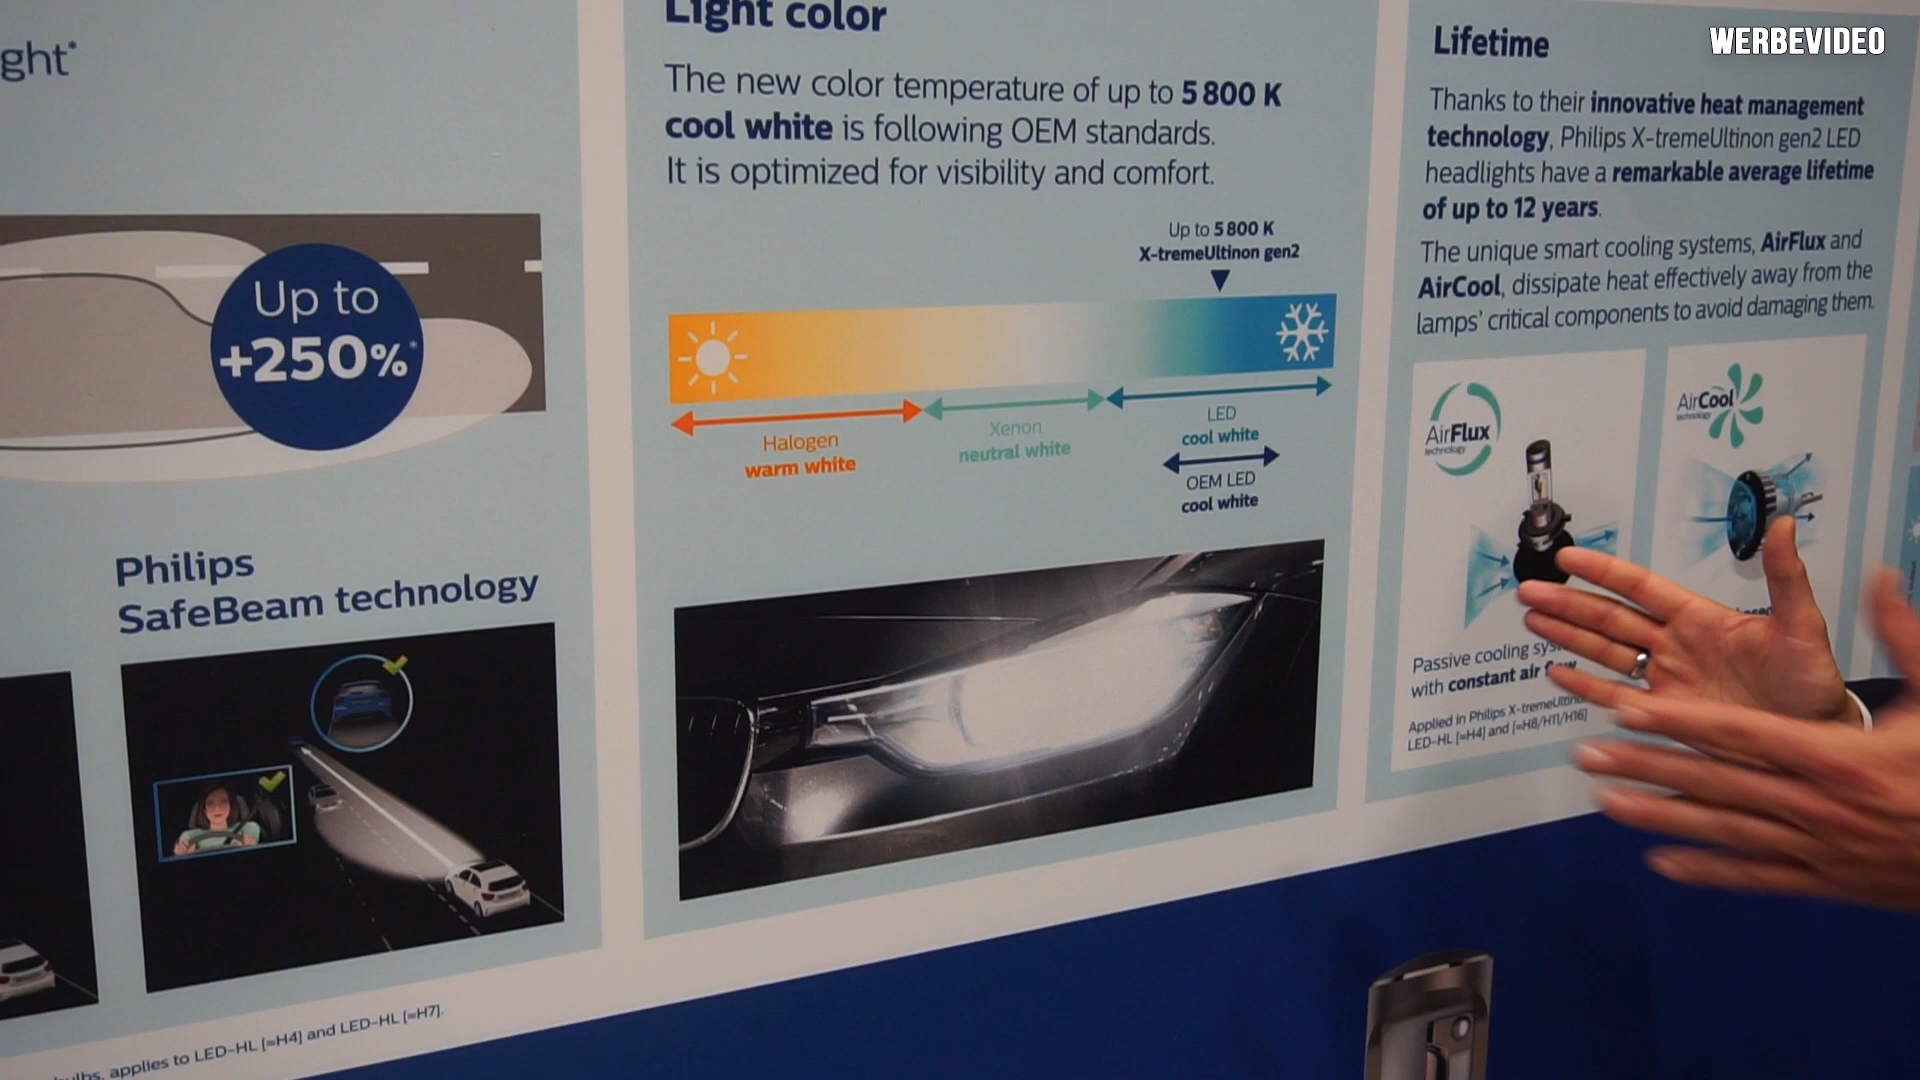 WERBEVIDEO
ght*
Up to
+250%*
Philips
SafeBeam technology
applies to LED-HL [≈H4] and LED-HL [≈H7].
Light color
The new color temperature of up to 5 800 K
cool white is following OEM standards.
It is optimized for visibility and comfort.
Up to 5 800 K
X-tremeUltinon gen2
Halogen
warm white
Xenon
neutral white
LED
cool white
OEM LED
cool white
Lifetime
Thanks to their innovative heat management
technology, Philips X-tremeUltinon gen2 LED
headlights have a remarkable average lifetime
of up to 12 years.
The unique smart cooling systems, AirFlux and
AirCool, dissipate heat effectively away from the
lamps' critical components to avoid damaging them.
AirFlux
technology
AirCool
technology
Passive cooling
with constant air
Applied in Philips X-tremeUltinon
LED-HL [≈H4] and [≈H8/H11/H16]